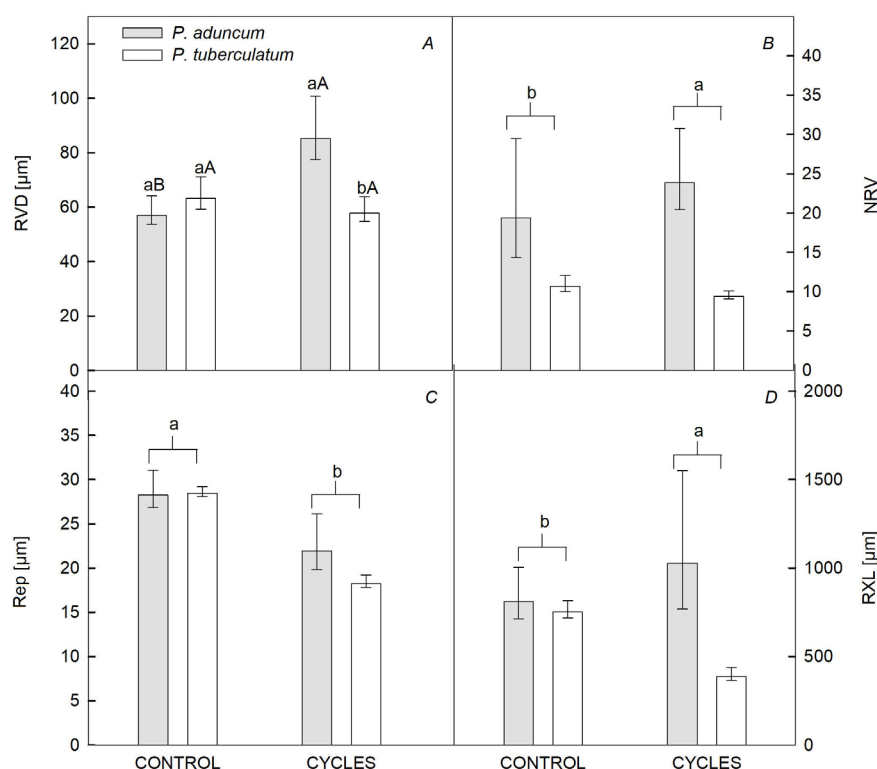 P. aduncum
P. tuberculatum
A
B
120
100
80
60
40
20
0
RVD [µm]
aB
aA
aA
bA
b
a
40
35
30
25
20
15
10
5
0
NRV
C
D
40
35
30
25
20
15
10
5
0
Rep [µm]
a
b
b
a
2000
1500
1000
500
0
RXL [µm]
CONTROL
CYCLES
CONTROL
CYCLES